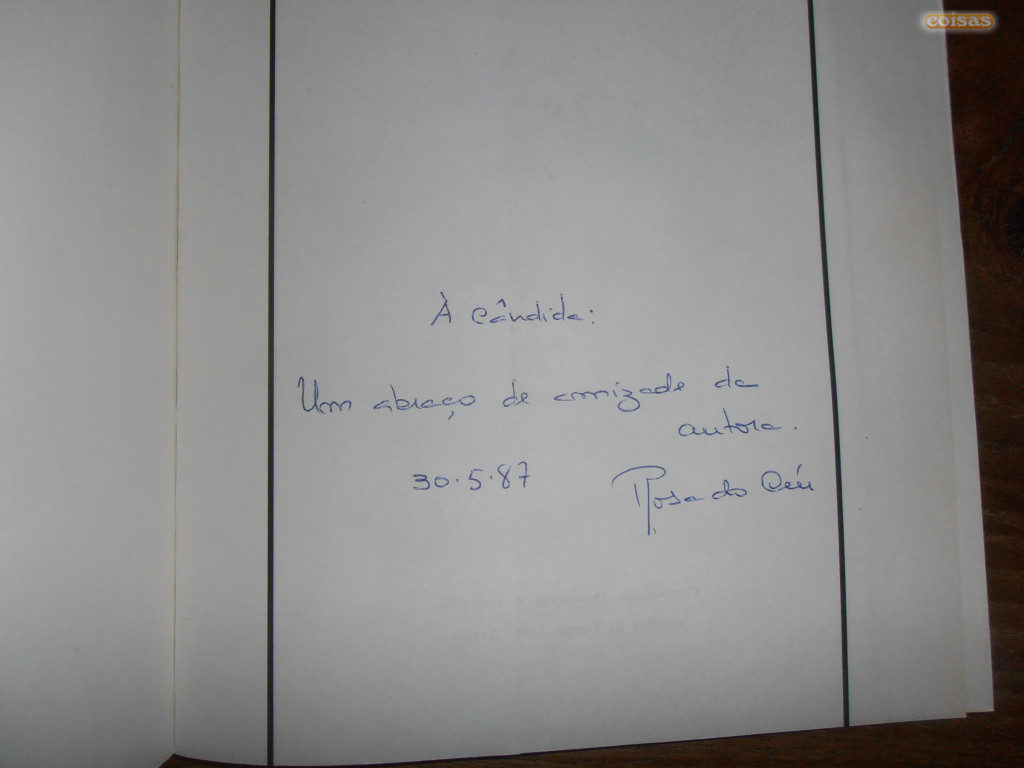 coisas
À Cândida:
Um abraço de amizade da
autora.
30.5.87 Rosa do Céu